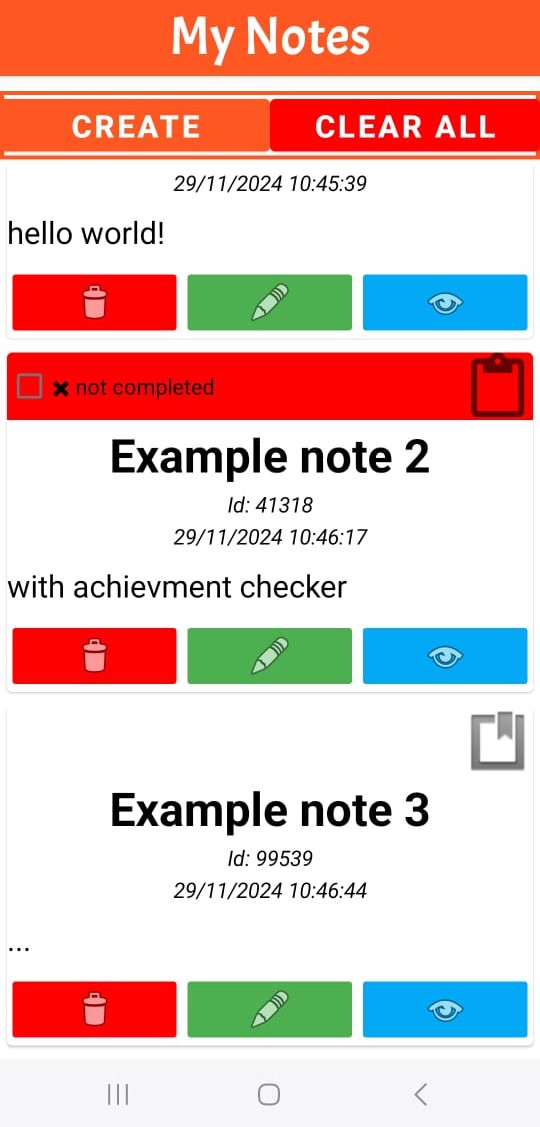 My Notes
CREATE
CLEAR ALL
29/11/2024 10:45:39
hello world!
not completed
Example note 2
Id: 41318
29/11/2024 10:46:17
with achievment checker
Example note 3
Id: 99539
29/11/2024 10:46:44
...